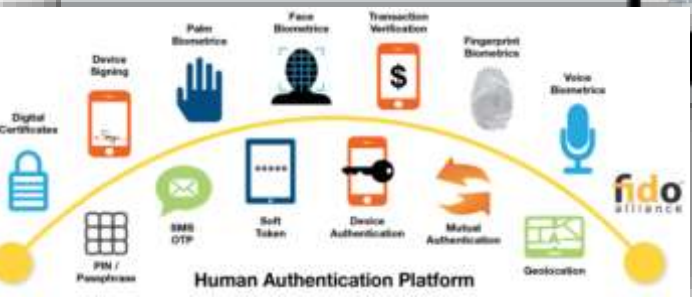 Face
Biometrics
Transaction
Verification
Palm
Biometrics
Fingerprint
Biometrics
Device
Signing
Voice
Biometrics
Digital
Certificates
$
*****
fido
alliance
SMS
OTP
Soft
Token
Device
Authentication
Mutual
Authentication
PIN /
Passphrase
Geolocation
Human Authentication Platform